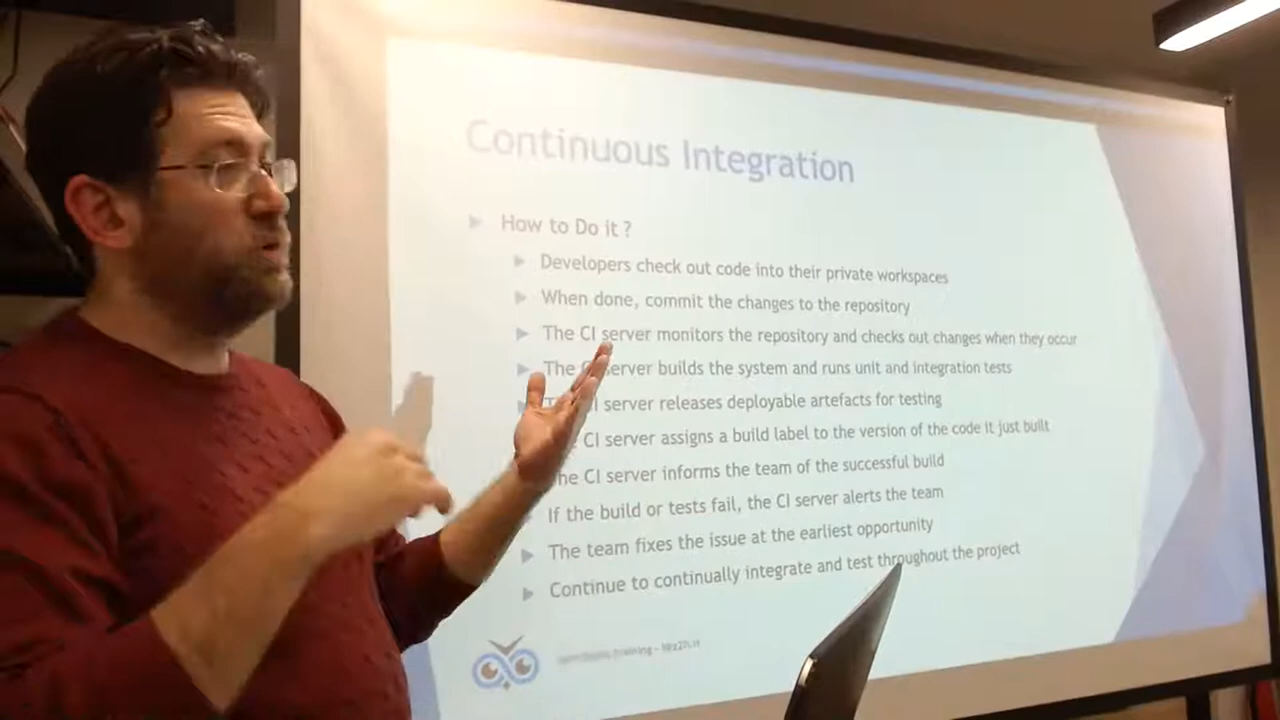 Continuous Integration
How to Do it ?
Developers check out code into their private workspaces
When done, commit the changes to the repository
The CI server monitors the repository and checks out changes when they occur
The server builds the system and runs unit and integration tests
server releases deployable artefacts for testing
CI server assigns a build label to the version of the code it just built
The CI server informs the team of the successful build
If the build or tests fail, the CI server alerts the team
The team fixes the issue at the earliest opportunity
Continue to continually integrate and test throughout the project
training -